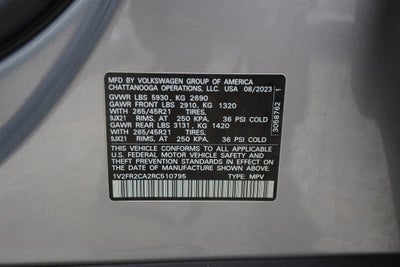 MFD BY VOLKSWAGEN GROUP OF AMERICA
CHATTANOOGA OPERATIONS, LLC. USA 08/2023
GVWR LBS 5930, KG 2690
GAWR FRONT LBS 2910, KG 1320
WITH 265/45R21 TIRES,
9JX21 RIMS, AT 250 KPA, 36 PSI COLD
GAWR REAR LBS 3131, KG 1420
WITH 265/45R21 TIRES,
9JX21 RIMS, AT 250 KPA, 36 PSI COLD
THIS VEHICLE CONFORMS TO ALL APPLICABLE
U.S. FEDERAL MOTOR VEHICLE SAFETY AND
THEFT PREVENTION STANDARDS IN EFFECT ON
THE DATE OF MANUFACTURE SHOWN ABOVE.
1V2FR2CA2RC510795 TYPE: MPV
3058762 1